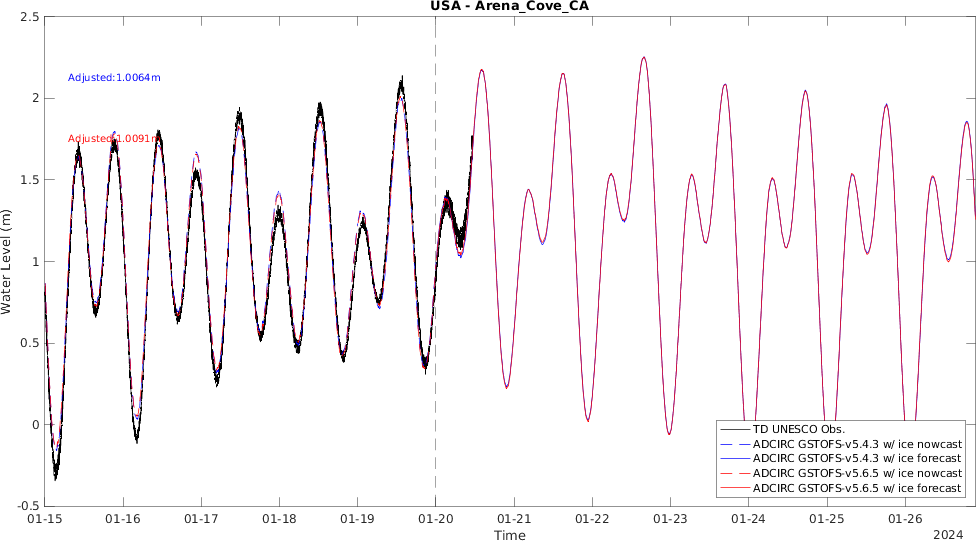 USA - Arena_Cove_CA
2.5
Adjusted:1.0064m
2
Adjusted:1.0091m
1.5
Water Level (m)
1
0.5
0
-0.5
TD UNESCO Obs.
ADCIRC GSTOFS-v5.4.3 w/ ice nowcast
ADCIRC GSTOFS-v5.4.3 w/ ice forecast
ADCIRC GSTOFS-v5.6.5 w/ ice nowcast
ADCIRC GSTOFS-v5.6.5 w/ ice forecast
01-15 01-16 01-17 01-18 01-19 01-20 01-21 01-22 01-23 01-24 01-25 01-26
Time
2024